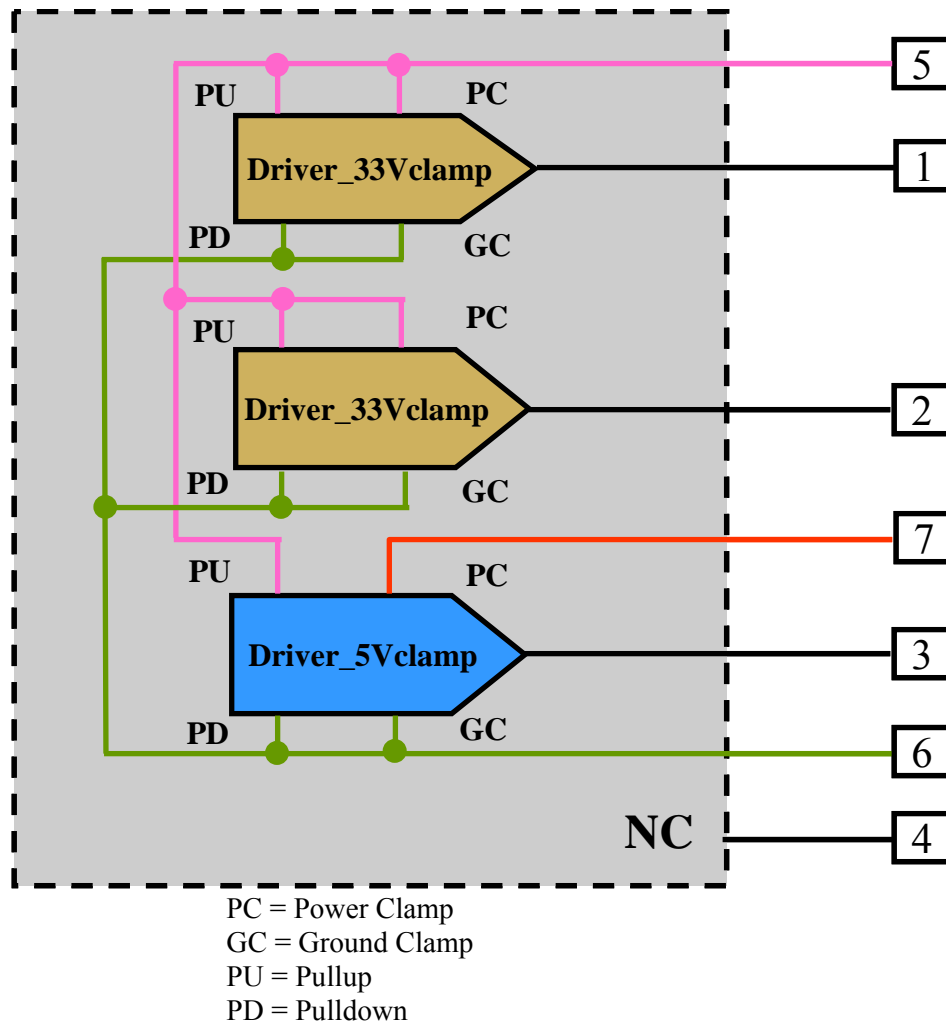 5
PU
PC
Driver_33Vclamp
1
PD
GC
PU
PC
Driver_33Vclamp
2
PD
GC
7
PU
PC
Driver_5Vclamp
3
PD
GC
6
NC
4
PC = Power Clamp
GC = Ground Clamp
PU = Pullup
PD = Pulldown